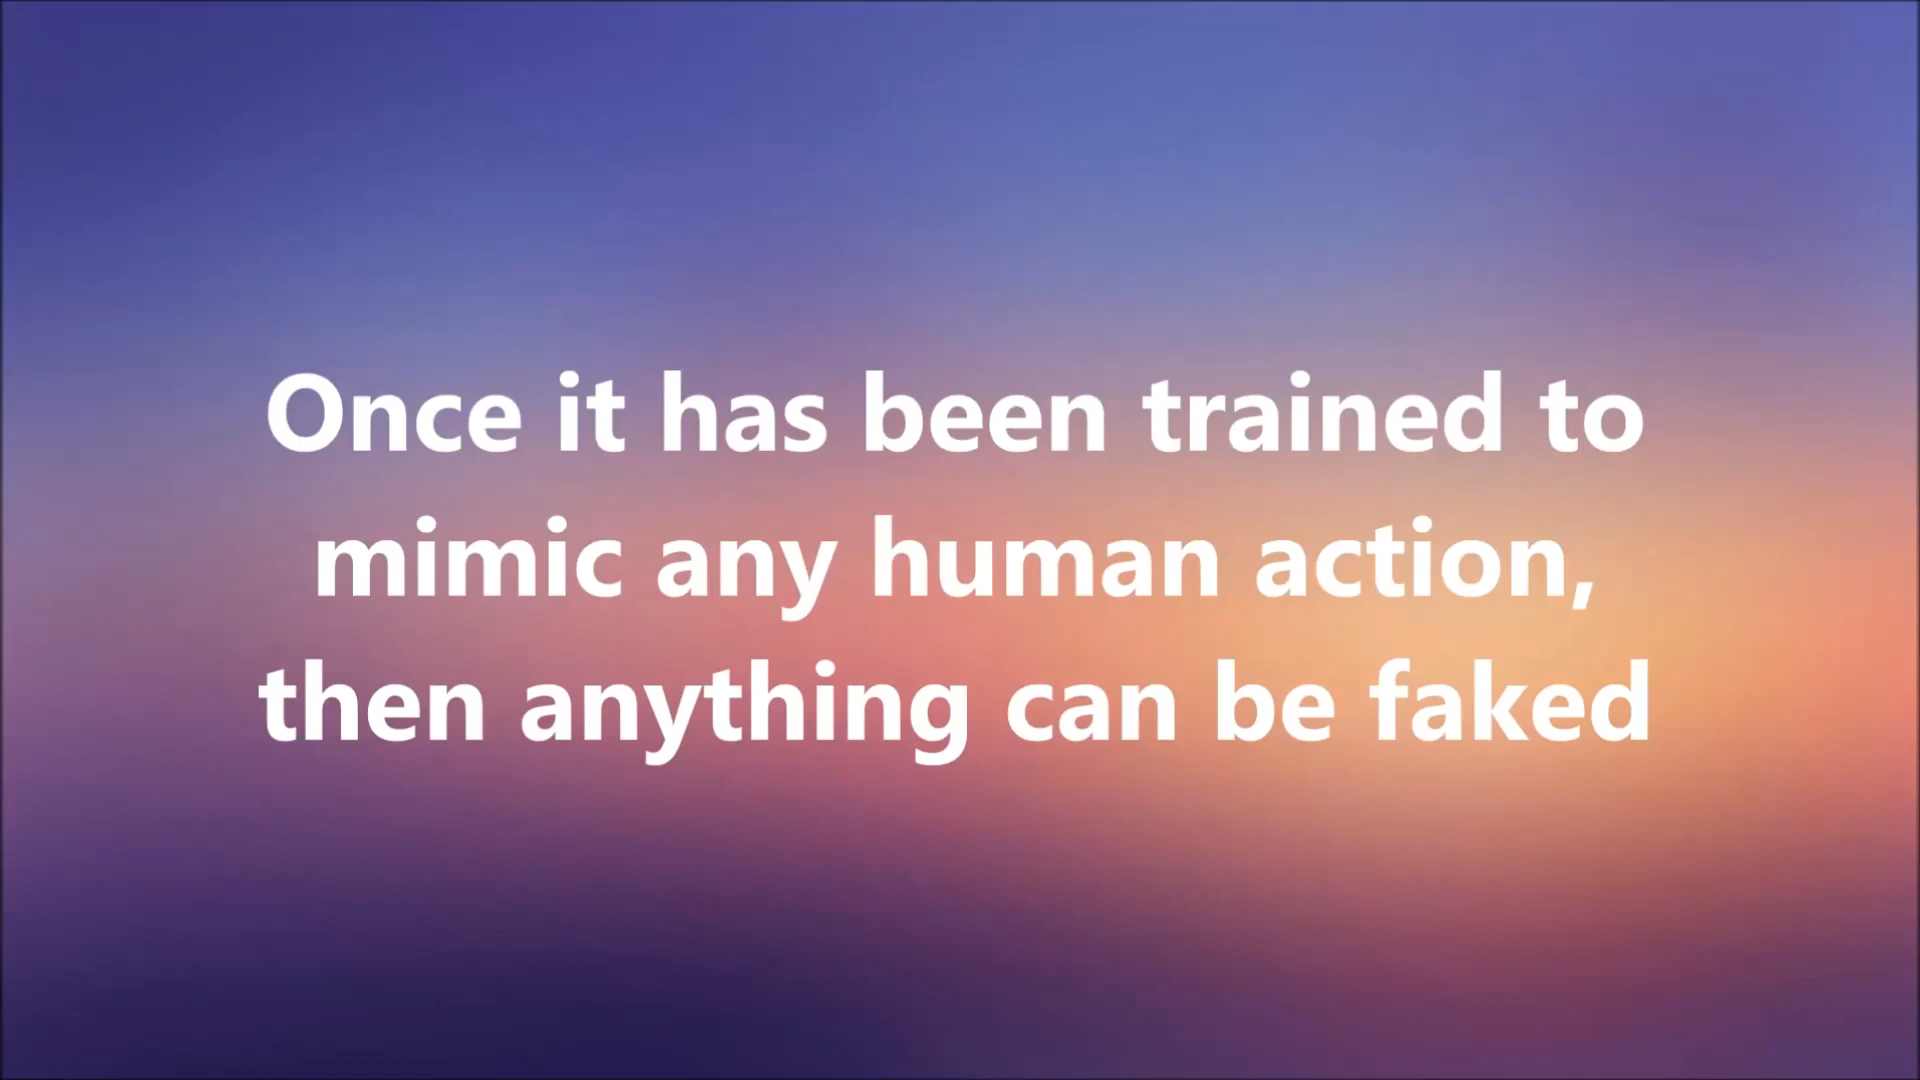 Once it has been trained to
mimic any human action,
then anything can be faked